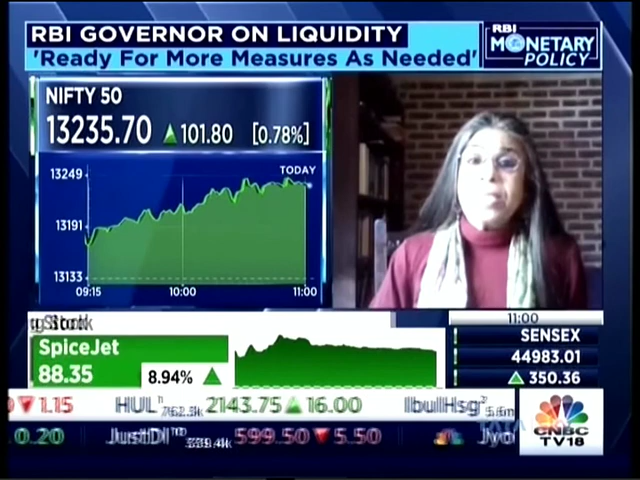 RBI GOVERNOR ON LIQUIDITY
'Ready For More Measures As Needed'
RBI
MONETARY
POLICY
NIFTY 50
13235.70 101.80 [0.78%]
TODAY
13249
13191
13133
09:15 10:00 11:00
SpiceJet
88.35
8.94%
11:00
SENSEX
44983.01
350.36
1.15 HUL 2143.75 16.00 IbullHsg
0.20 JustDl 599.50 5.50 Jyo
CNBC
TV18